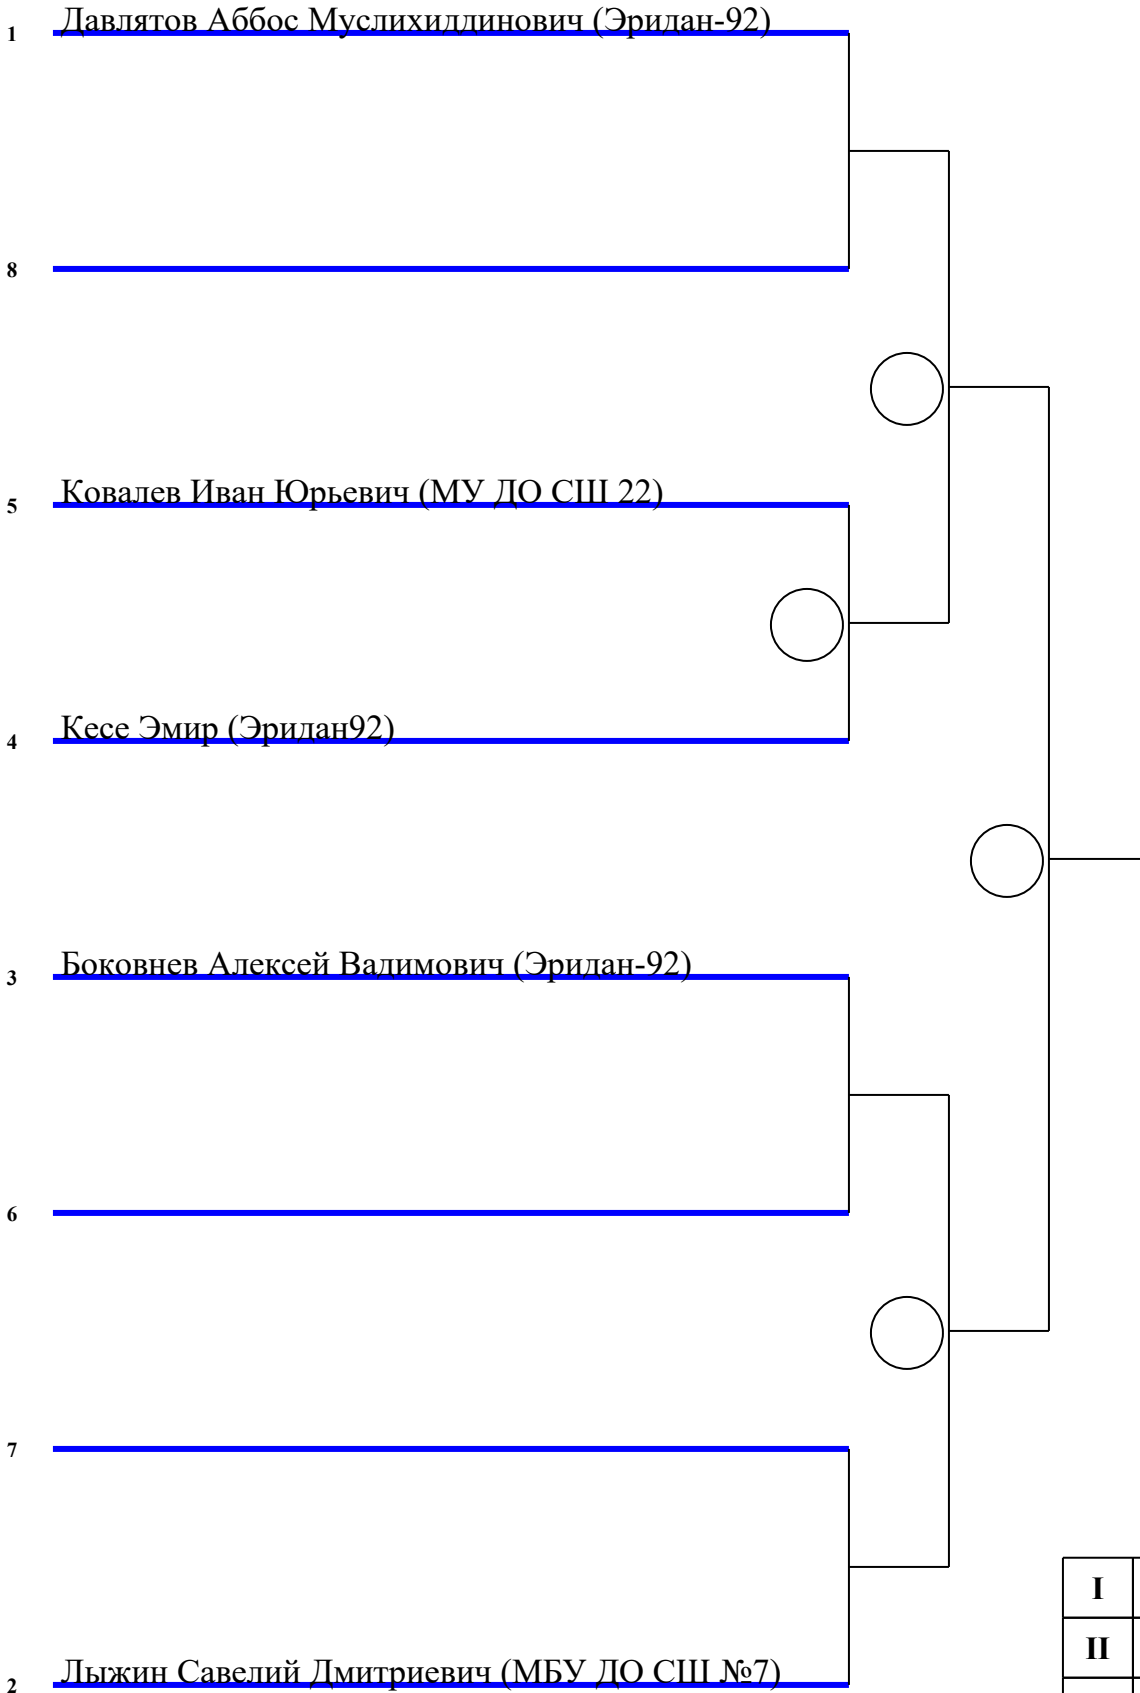 1 Давлятов Аббос Муслихиддинович (Эридан-92)
8
5 Ковалев Иван Юрьевич (МУ ДО СШ 22)
4 Кесе Эмир (Эридан92)
3 Боковнев Алексей Вадимович (Эридан-92)
6
7
I
II
2 Лыжин Савелий Дмитриевич (МБУ ДО СШ №7)